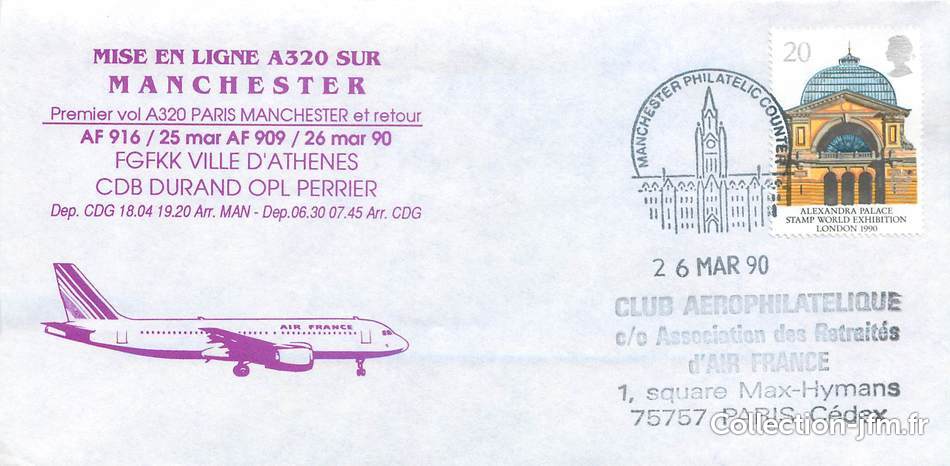 MISE EN LIGNE A320 SUR
MANCHESTER
Premier vol A320 PARIS MANCHESTER et retour
AF 916 / 25 mar AF 909 / 26 mar 90
FGFKK VILLE D'ATHENES
CDB DURAND OPL PERRIER
Dep. CDG 18.04 19.20 Arr. MAN - Dep.06.30 07.45 Arr. CDG
AIR FRANCE
MANCHESTER PHILATELIC COUNTER
20
ALEXANDRA PALACE
STAMP WORLD EXHIBITION
LONDON 1990
26 MAR 90
CLUB AEROPHILATELIQUE
c/o Association des Retraités
d'AIR FRANCE
1, square Max-Hymans
75757 PARIS Cédex
Collection-jfm.fr